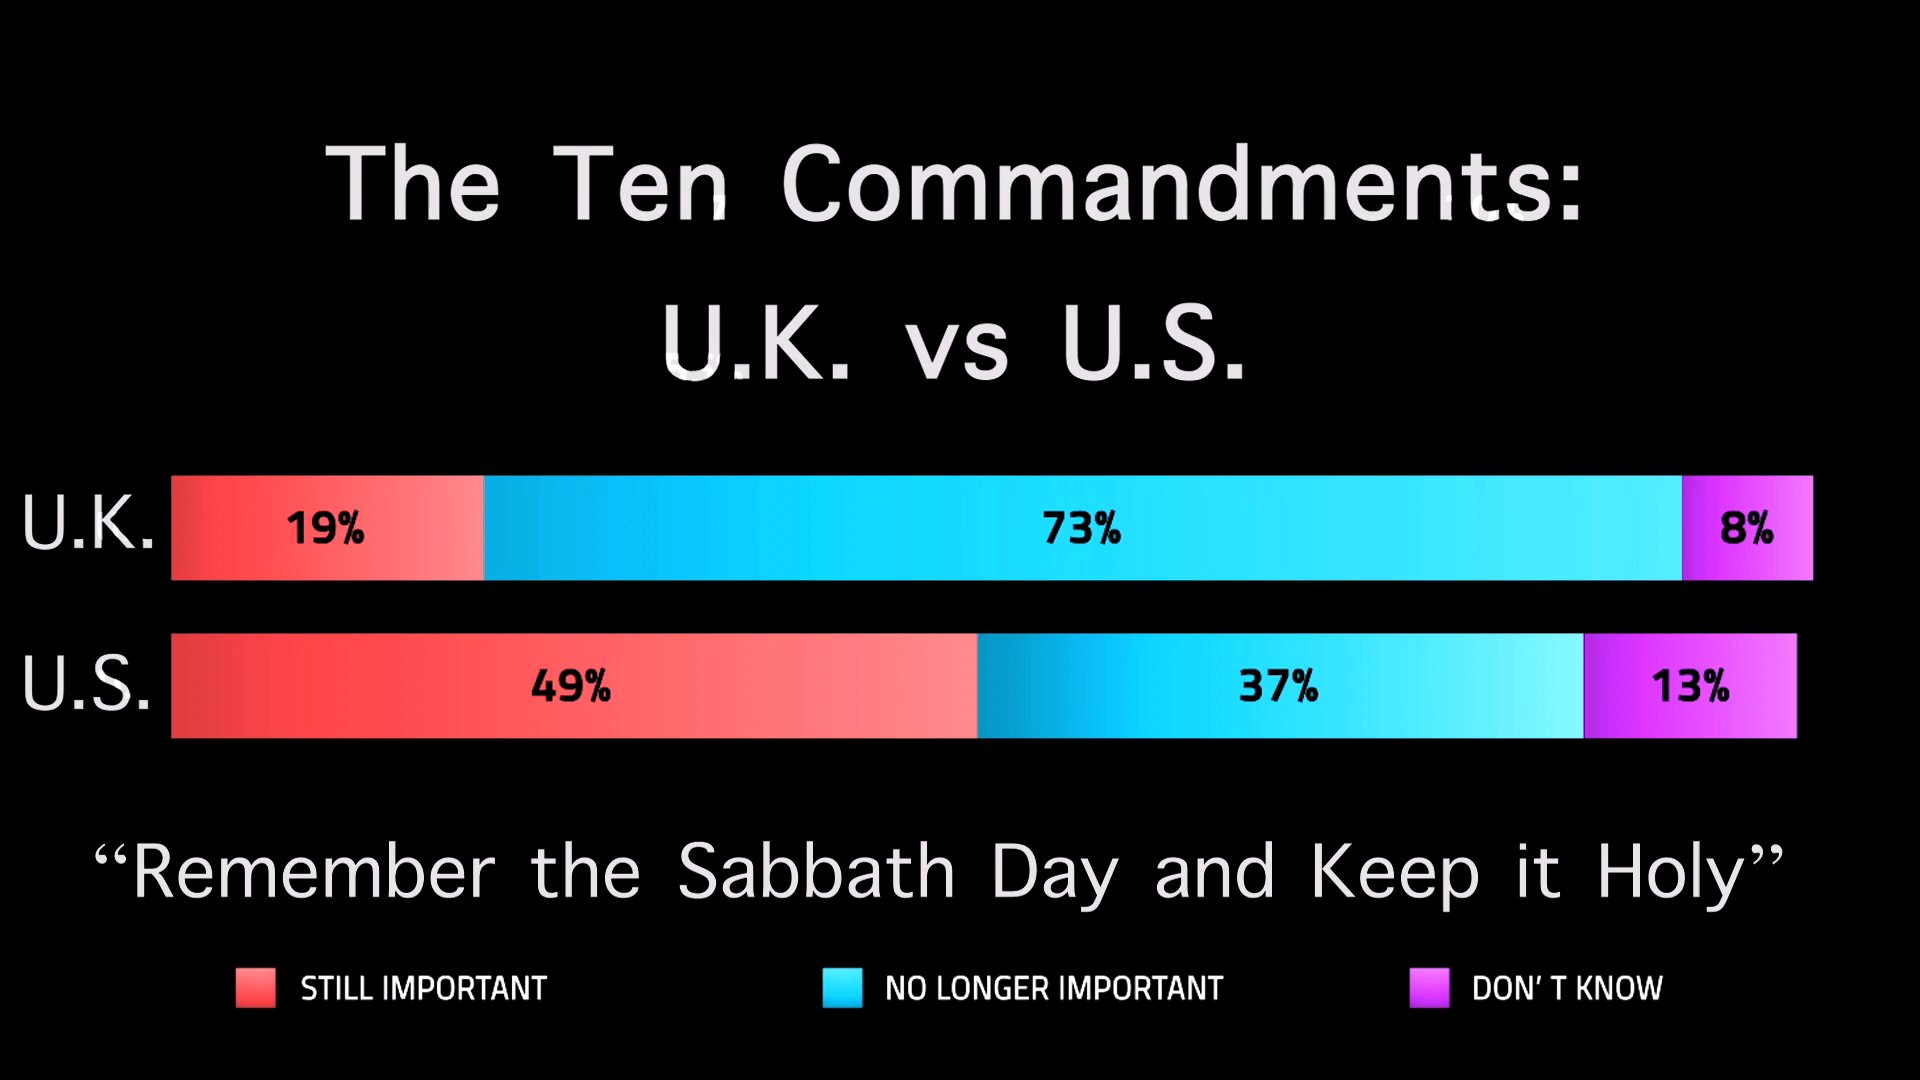 The Ten Commandments:
U.K. vs U.S.
U.K. 19% 73% 8%
U.S. 49% 37% 13%
“Remember the Sabbath Day and Keep it Holy”
STILL IMPORTANT NO LONGER IMPORTANT DON’ T KNOW